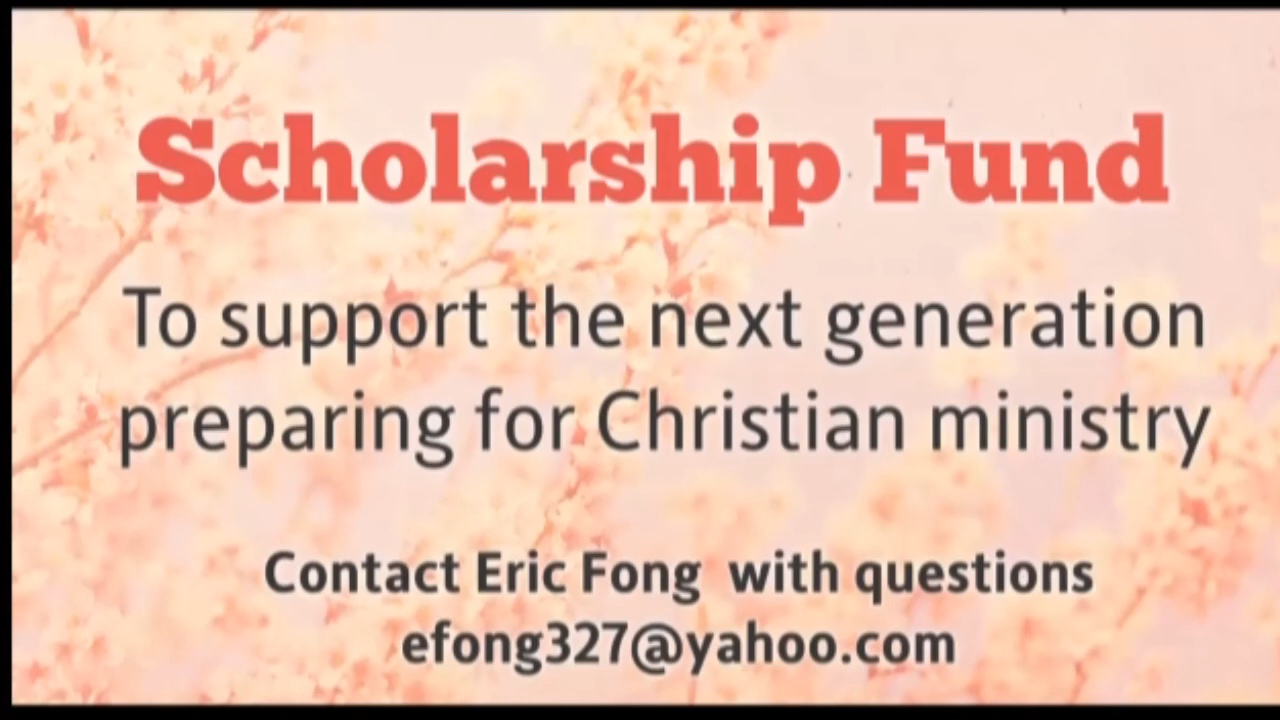 Scholarship Fund
To support the next generation
preparing for Christian ministry
Contact Eric Fong  with questions
efong327@yahoo.com